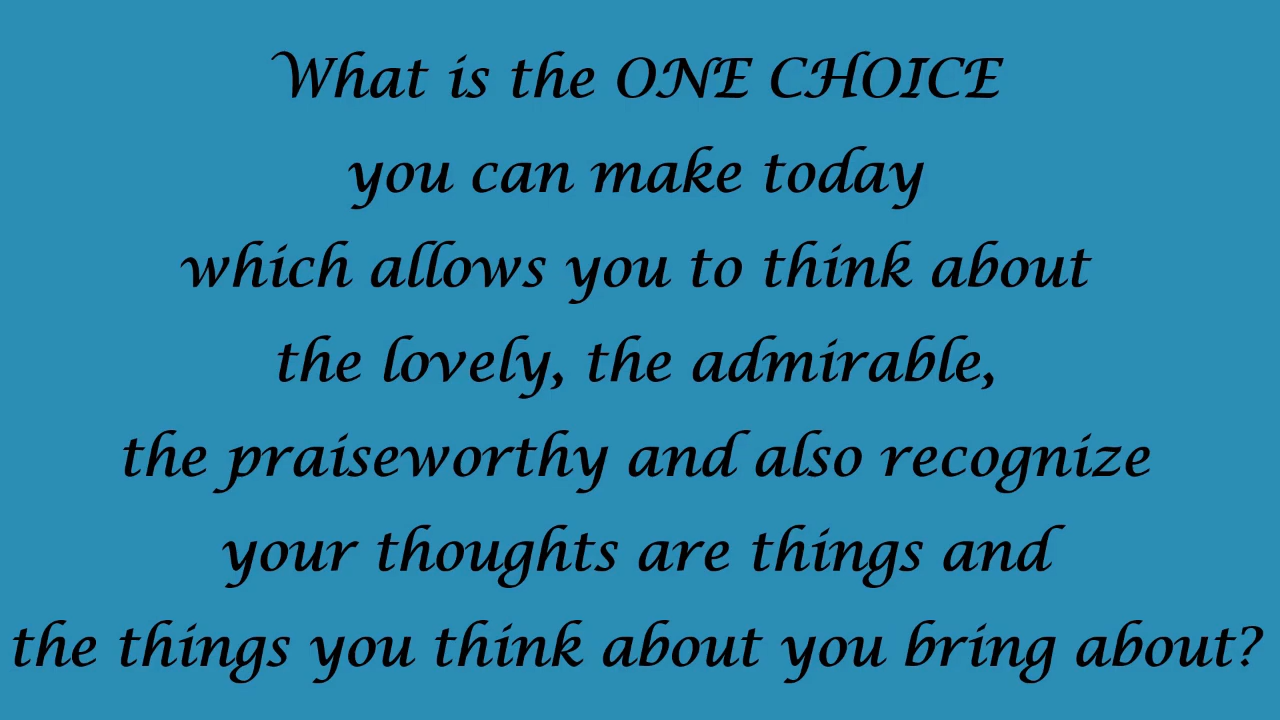 What is the ONE CHOICE
you can make today
which allows you to think about
the lovely, the admirable,
the praiseworthy and also recognize
your thoughts are things and
the things you think about you bring about?